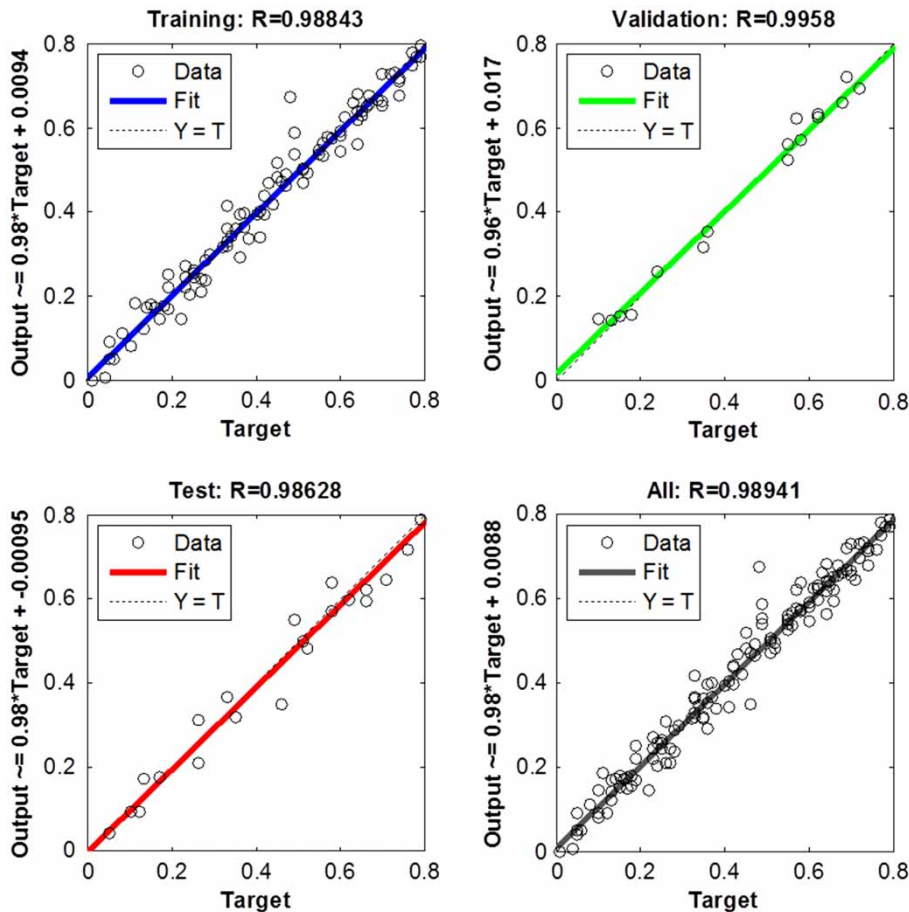 Training: R=0.98843
Output ~= 0.98*Target + 0.0094
0.8
0.6
0.4
0.2
0
Data
Fit
Y = T
0 0.2 0.4 0.6 0.8
Target
Validation: R=0.9958
Output ~= 0.96*Target + 0.017
0.8
0.6
0.4
0.2
0
Data
Fit
Y = T
0 0.2 0.4 0.6 0.8
Target
Test: R=0.98628
Output ~= 0.98*Target + -0.00095
0.8
0.6
0.4
0.2
0
Data
Fit
Y = T
0 0.2 0.4 0.6 0.8
Target
All: R=0.98941
Output ~= 0.98*Target + 0.0088
0.8
0.6
0.4
0.2
0
Data
Fit
Y = T
0 0.2 0.4 0.6 0.8
Target